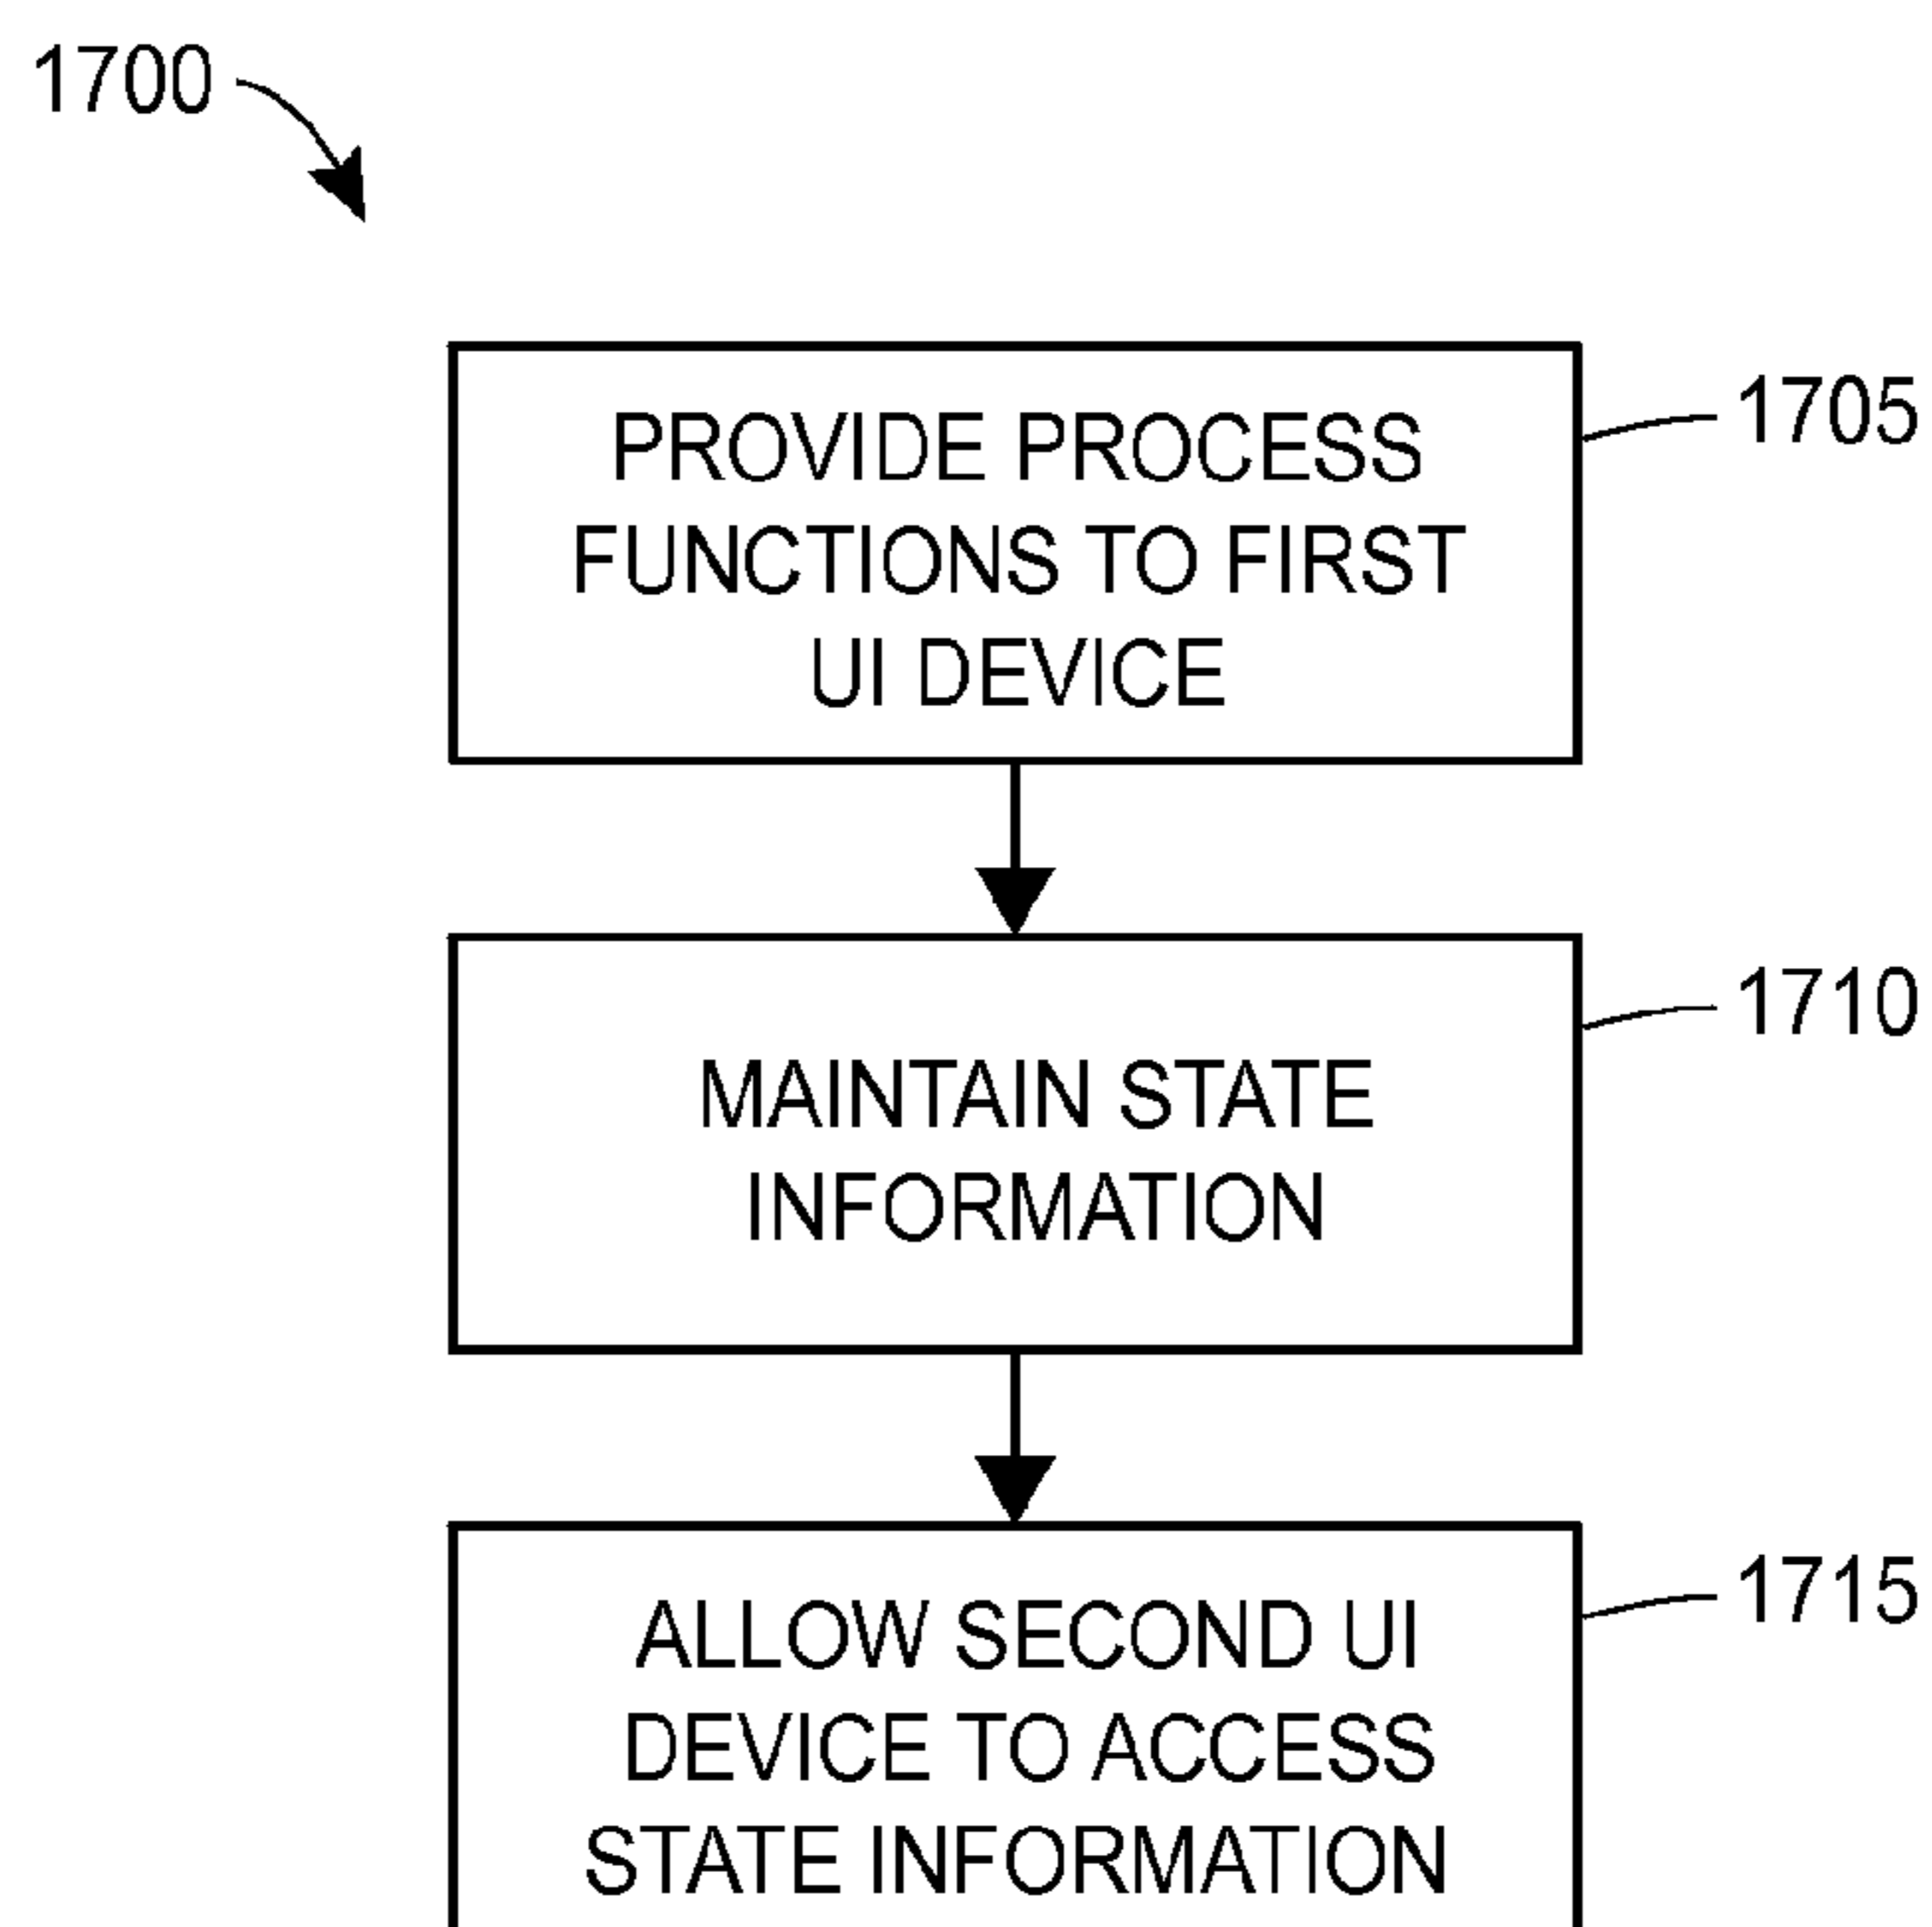 1700
PROVIDE PROCESS
FUNCTIONS TO FIRST
UI DEVICE
1705
MAINTAIN STATE
INFORMATION
1710
ALLOW SECOND UI
DEVICE TO ACCESS
STATE INFORMATION
1715